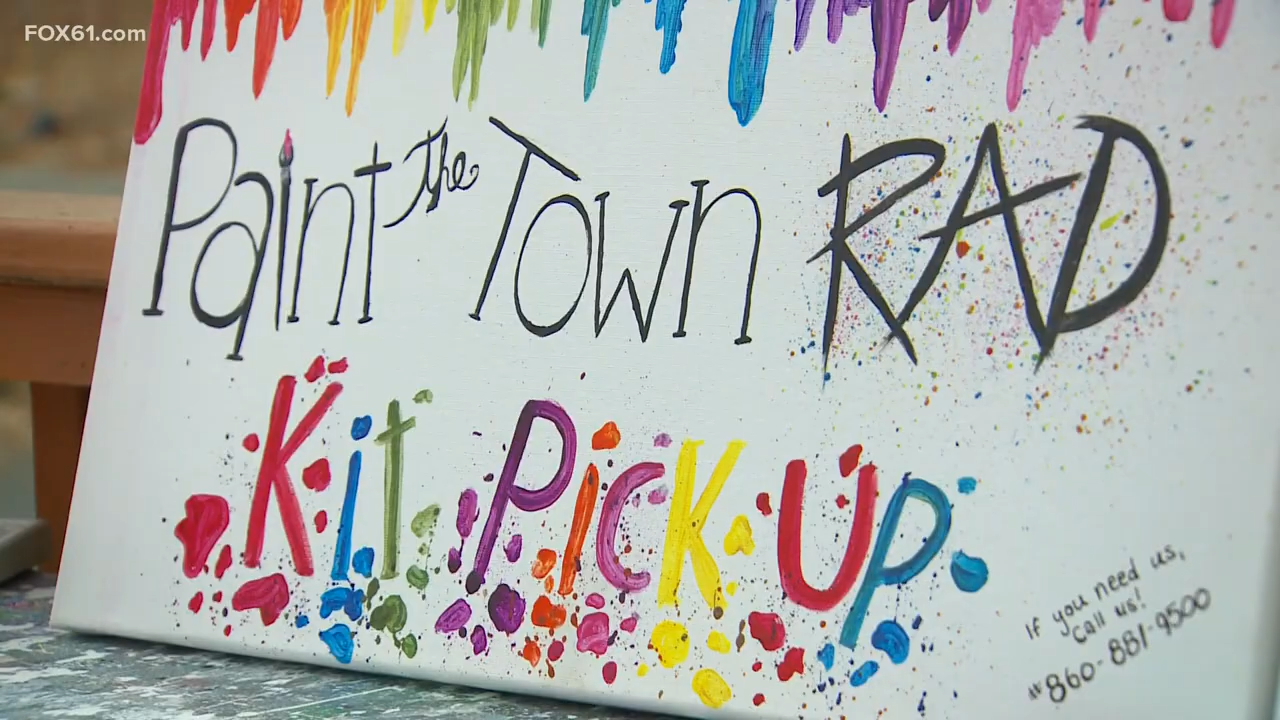 FOX61.com
Paint the Town RAD
Kit Pick Up
If you need us,
Call us!
#860-881-9500